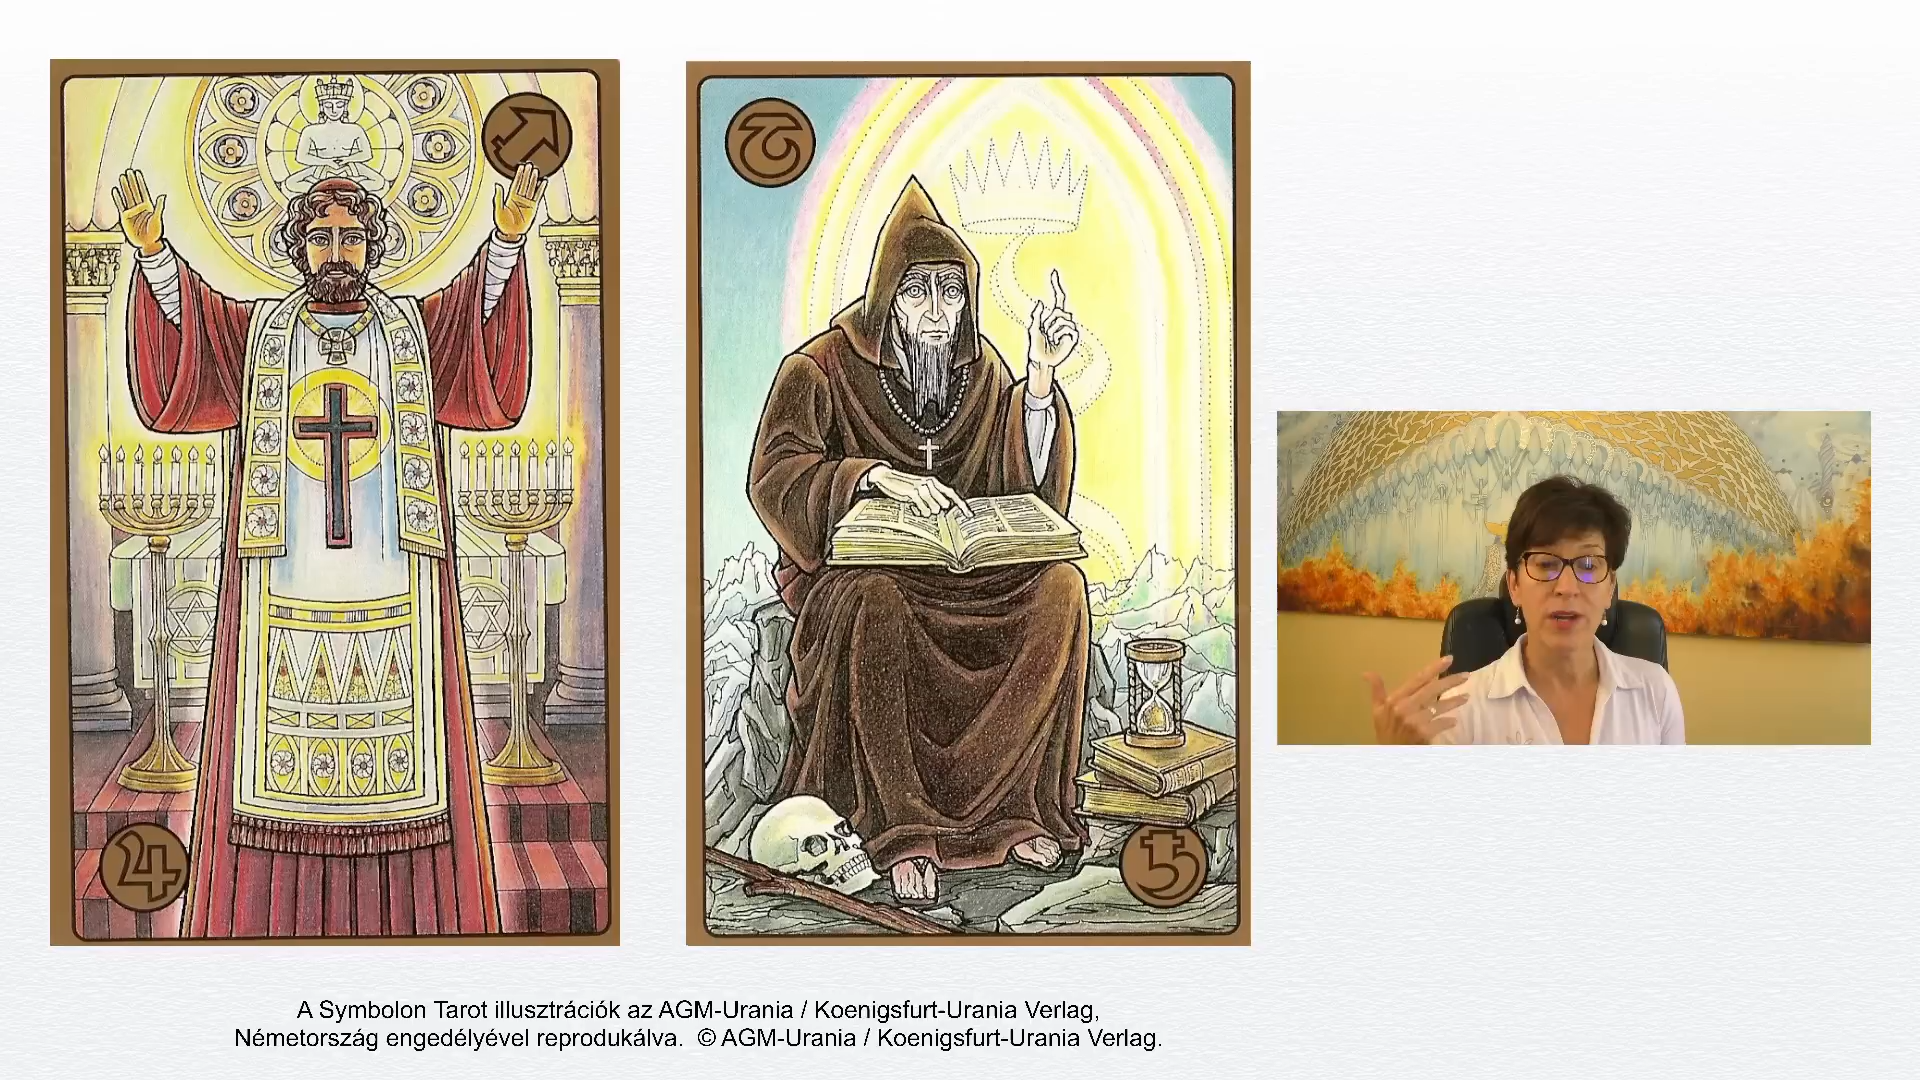 A Symbolon Tarot illusztrációk az AGM-Urania / Koenigsfurt-Urania Verlag,
Németország engedélyével reprodukálva.  © AGM-Urania / Koenigsfurt-Urania Verlag.